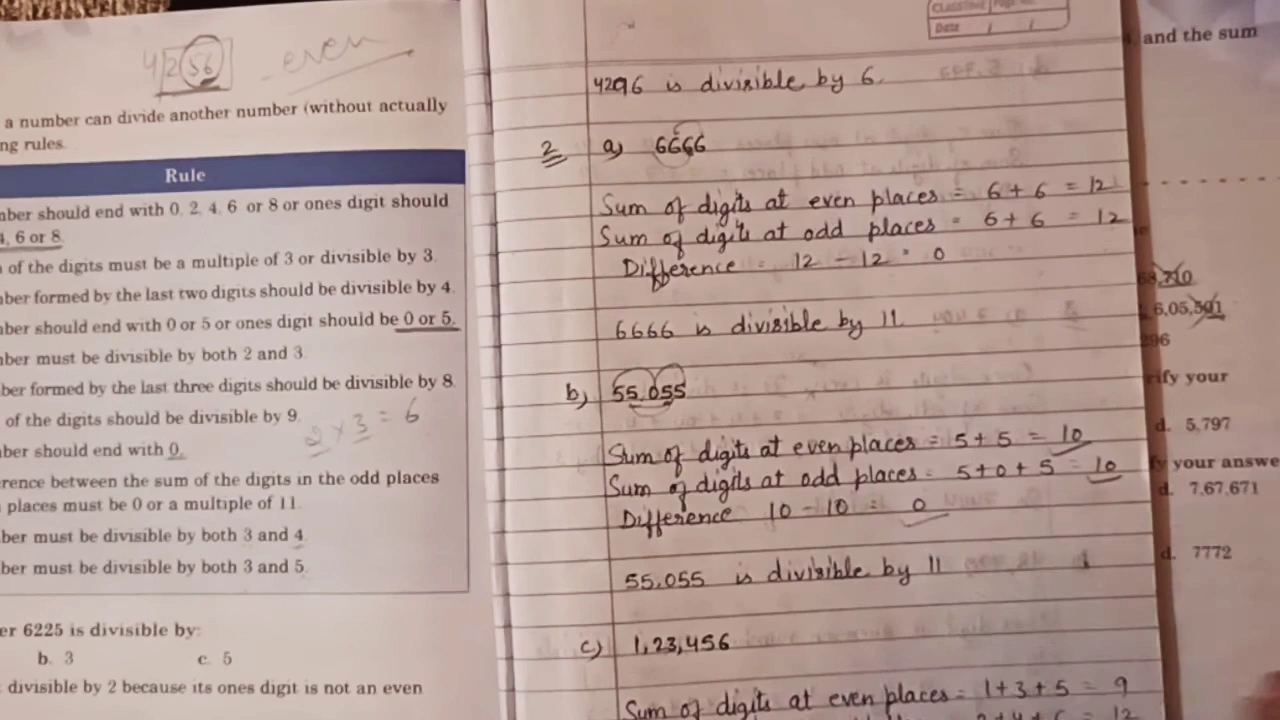 4256 - even
a number can divide another number (without actually
ng rules.
Rule
nber should end with 0, 2, 4, 6 or 8 or ones digit should
4, 6 or 8.
of the digits must be a multiple of 3 or divisible by 3.
ber formed by the last two digits should be divisible by 4.
ber should end with 0 or 5 or ones digit should be 0 or 5.
ber must be divisible by both 2 and 3.
ber formed by the last three digits should be divisible by 8.
of the digits should be divisible by 9.
2 × 3 = 6
ber should end with 0.
rence between the sum of the digits in the odd places
places must be 0 or a multiple of 11.
ber must be divisible by both 3 and 4.
ber must be divisible by both 3 and 5.
er 6225 is divisible by:
b. 3 c. 5
divisible by 2 because its ones digit is not an even
Date / /
4296 is divisible by 6.
2 a) 6666
Sum of digits at even places = 6 + 6 = 12
Sum of digits at odd places = 6 + 6 = 12
Difference = 12 - 12 = 0
6666 is divisible by 11.
b) 55,055
Sum of digits at even places = 5 + 5 = 10
Sum of digits at odd places = 5 + 0 + 5 = 10
Difference 10 - 10 = 0
55,055 is divisible by 11
c) 1,23,456
Sum of digits at even places = 1 + 3 + 5 = 9
and the sum
6,05,501
rify your
d. 5,797
your answe
d. 7,67,671
d. 7772